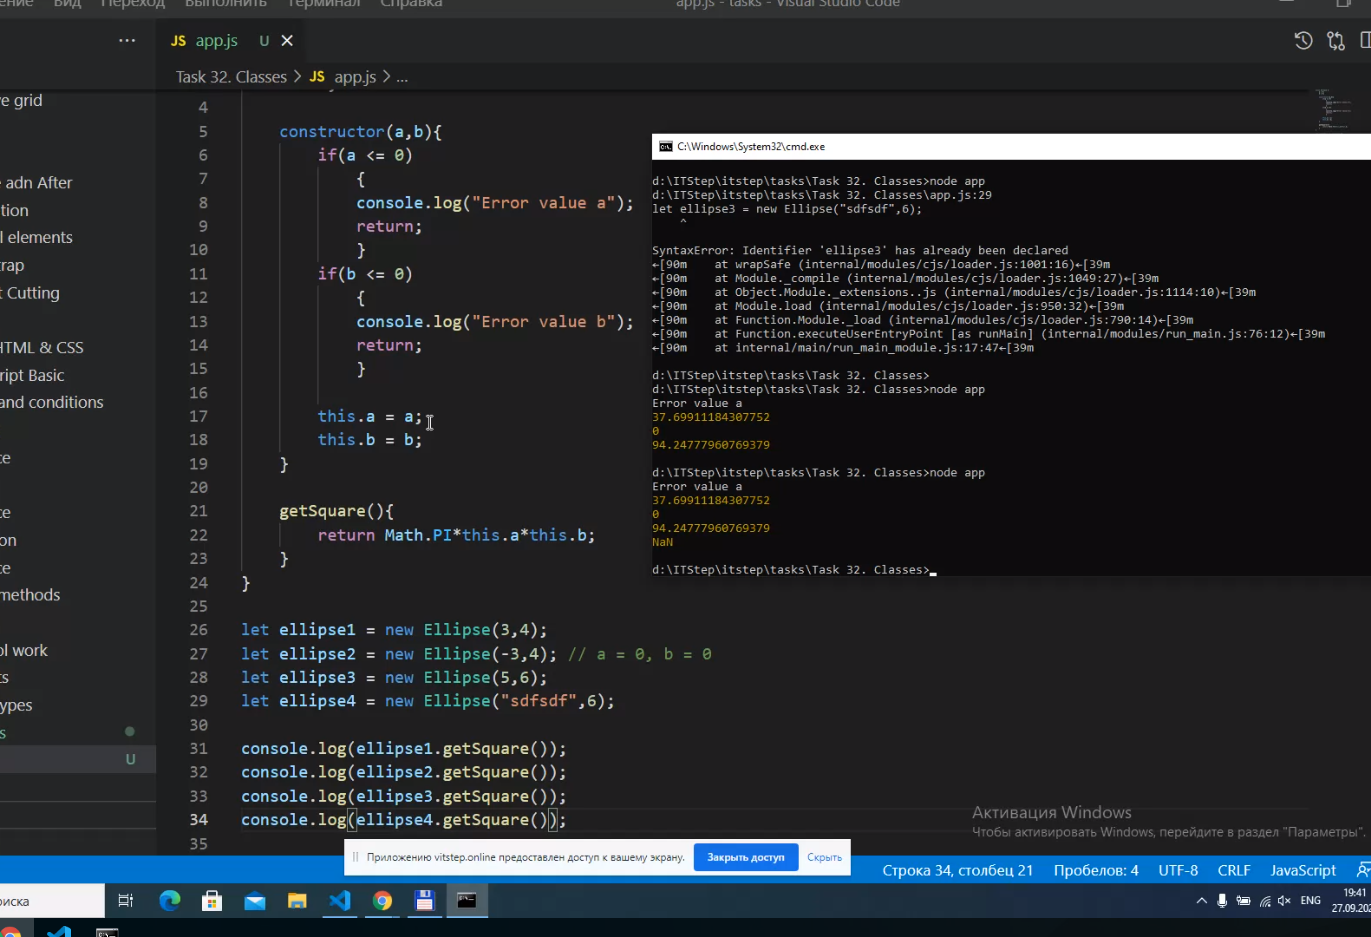 Вид Переход Выполнить Терминал Справка app.js - tasks - Visual Studio Code
... JS app.js U
Task 32. Classes > JS app.js > ...
ve grid
adn After
tion
l elements
rap
t Cutting
HTML & CSS
ript Basic
and conditions
ce
ce
on
ce
methods
ol work
ts
ypes
s
U
4
5 constructor(a,b){
6 if(a <= 0)
7 {
8 console.log("Error value a");
9 return;
10 }
11 if(b <= 0)
12 {
13 console.log("Error value b");
14 return;
15 }
16
17 this.a = a;
18 this.b = b;
19 }
20
21 getSquare(){
22 return Math.PI*this.a*this.b;
23 }
24 }
25
26 let ellipse1 = new Ellipse(3,4);
27 let ellipse2 = new Ellipse(-3,4); // a = 0, b = 0
28 let ellipse3 = new Ellipse(5,6);
29 let ellipse4 = new Ellipse("sdfsdf",6);
30
31 console.log(ellipse1.getSquare());
32 console.log(ellipse2.getSquare());
33 console.log(ellipse3.getSquare());
34 console.log(ellipse4.getSquare());
35
C:\Windows\System32\cmd.exe
d:\ITStep\itstep\tasks\Task 32. Classes>node app
d:\ITStep\itstep\tasks\Task 32. Classes\app.js:29
let ellipse3 = new Ellipse("sdfsdf",6);
^
SyntaxError: Identifier 'ellipse3' has already been declared
←[90m    at wrapSafe (internal/modules/cjs/loader.js:1001:16)←[39m
←[90m    at Module._compile (internal/modules/cjs/loader.js:1049:27)←[39m
←[90m    at Object.Module._extensions..js (internal/modules/cjs/loader.js:1114:10)←[39m
←[90m    at Module.load (internal/modules/cjs/loader.js:950:32)←[39m
←[90m    at Function.Module._load (internal/modules/cjs/loader.js:790:14)←[39m
←[90m    at Function.executeUserEntryPoint [as runMain] (internal/modules/run_main.js:76:12)←[39m
←[90m    at internal/main/run_main_module.js:17:47←[39m
d:\ITStep\itstep\tasks\Task 32. Classes>
d:\ITStep\itstep\tasks\Task 32. Classes>node app
Error value a
37.69911184307752
0
94.24777960769379
d:\ITStep\itstep\tasks\Task 32. Classes>node app
Error value a
37.69911184307752
0
94.24777960769379
NaN
d:\ITStep\itstep\tasks\Task 32. Classes>
Активация Windows
Чтобы активировать Windows, перейдите в раздел "Параметры".
Приложению vitstep.online предоставлен доступ к вашему экрану. Закрыть доступ Скрыть
Строка 34, столбец 21 Пробелов: 4 UTF-8 CRLF JavaScript
оиска
ENG
19:41
27.09.202